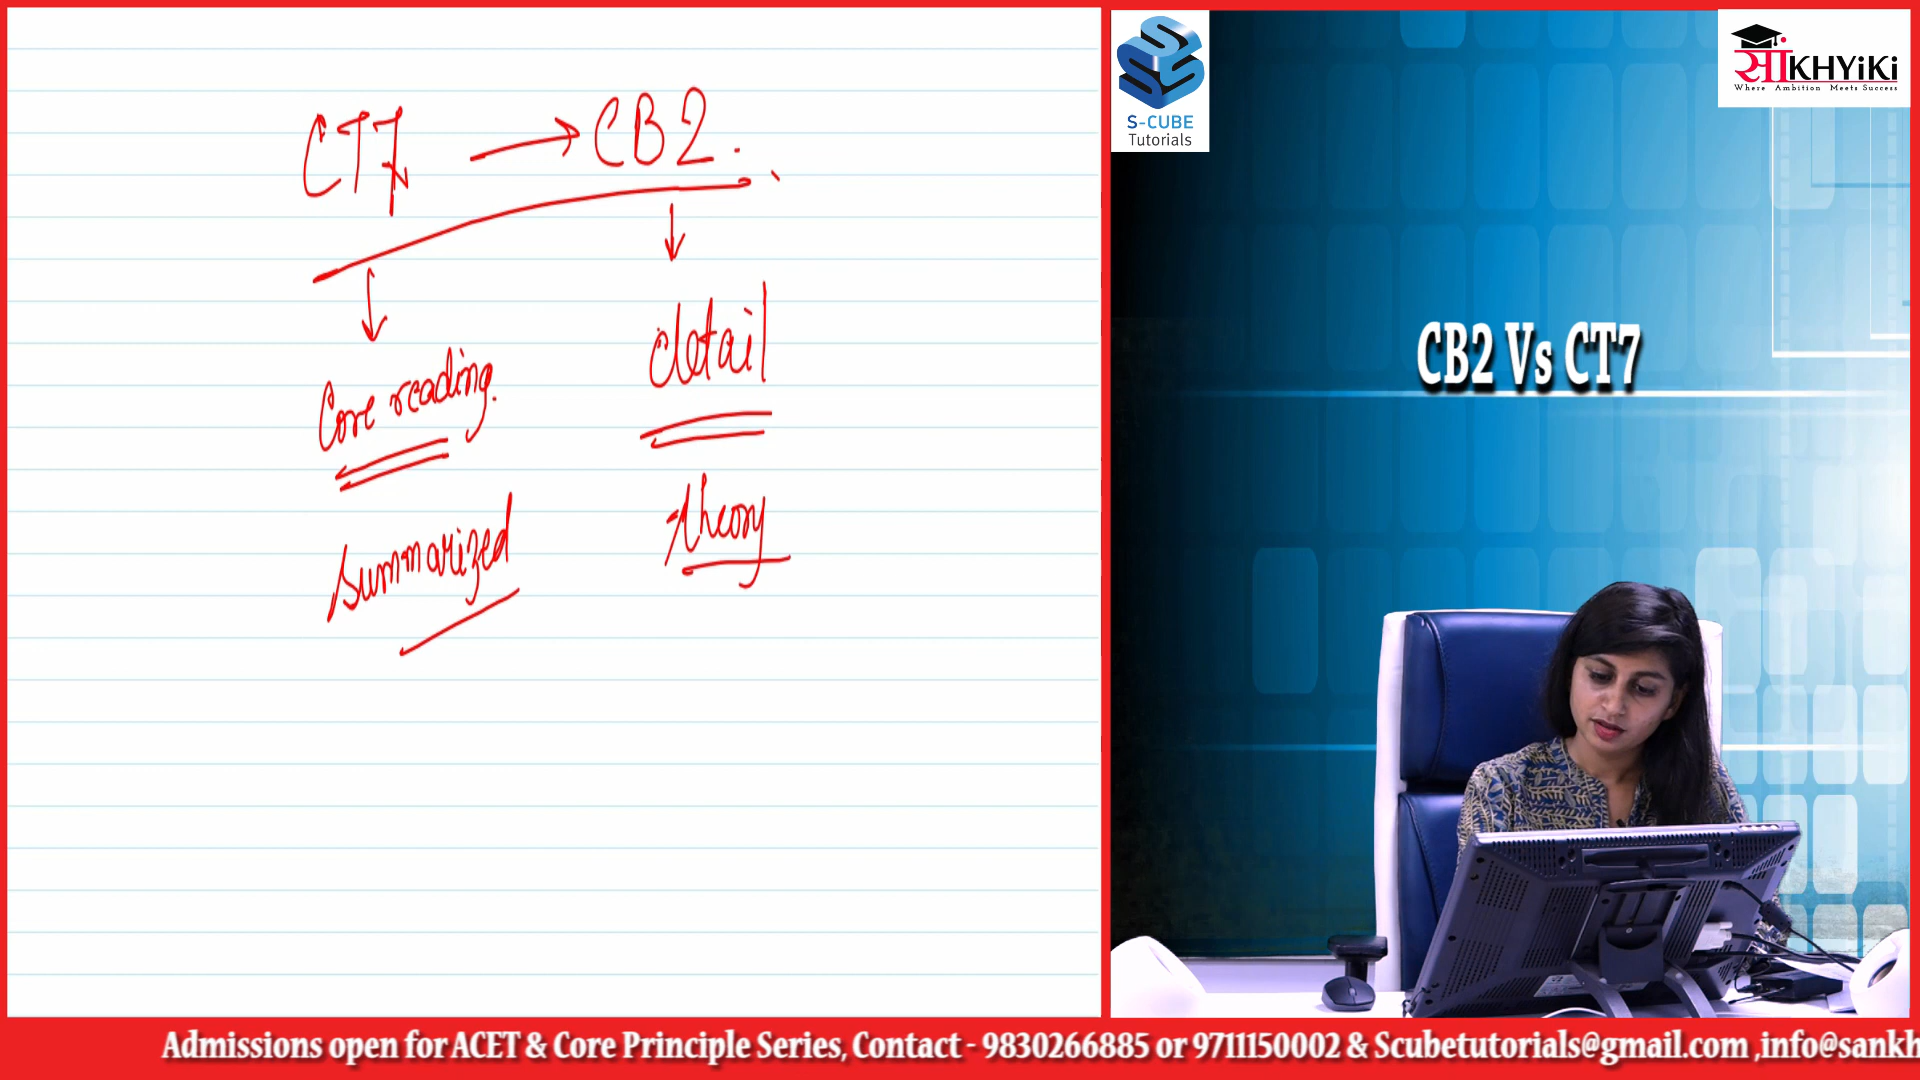 CT7 → CB2.
Core reading.
summarized
detail
theory
S-CUBE
Tutorials
सांKHYiKi
Where Ambition Meets Success
CB2 Vs CT7
Admissions open for ACET & Core Principle Series, Contact - 9830266885 or 9711150002 & Scubetutorials@gmail.com ,info@sankh